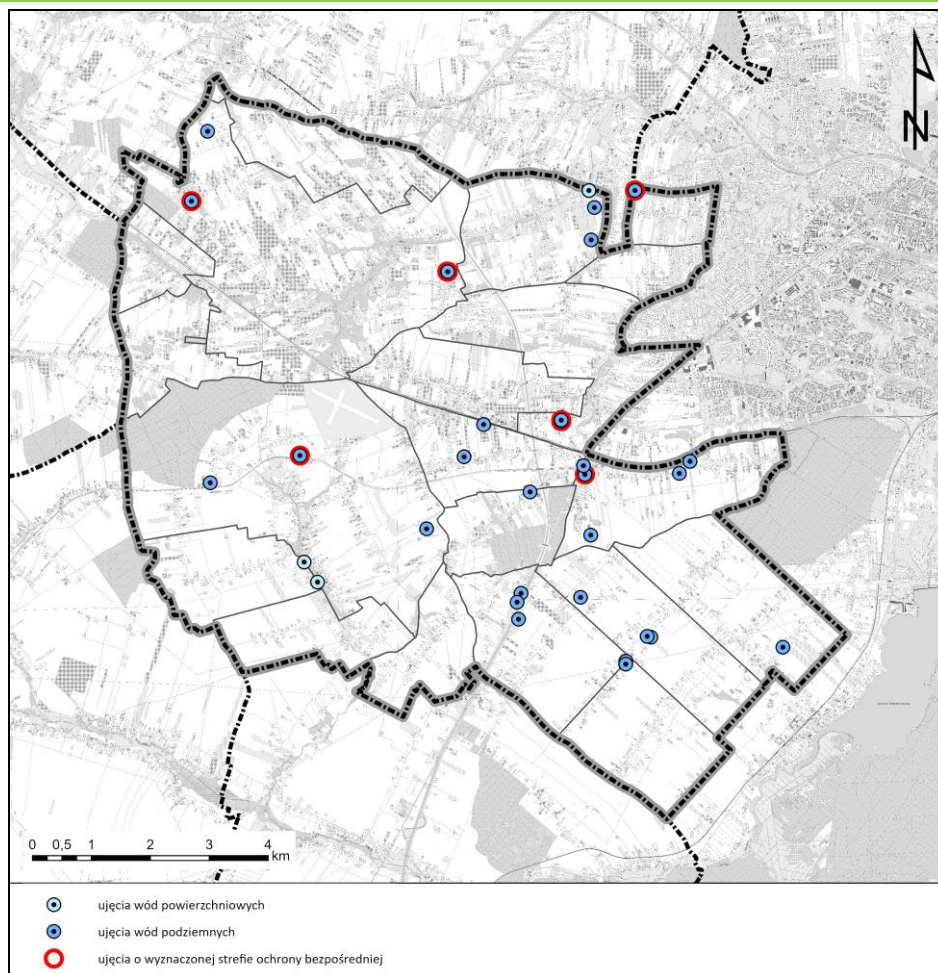 N
0 0,5 1 2 3 4
km
ujęcia wód powierzchniowych
ujęcia wód podziemnych
ujęcia o wyznaczonej strefie ochrony bezpośredniej